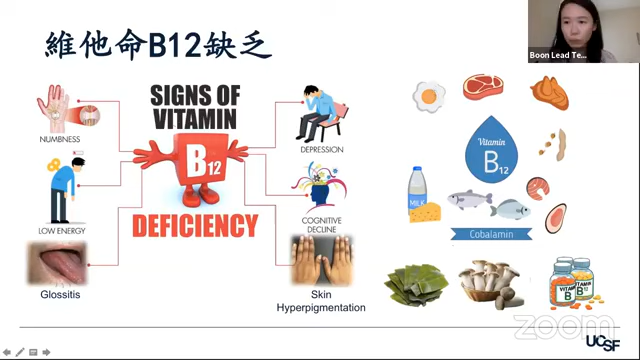 維他命B12缺乏
Boon Lead Te...
SIGNS OF
VITAMIN
B12
DEFICIENCY
NUMBNESS
LOW ENERGY
Glossitis
DEPRESSION
COGNITIVE
DECLINE
Skin
Hyperpigmentation
Vitamin
B12
MILK
Cobalamin
VITAMIN
B
zoom
UCSF